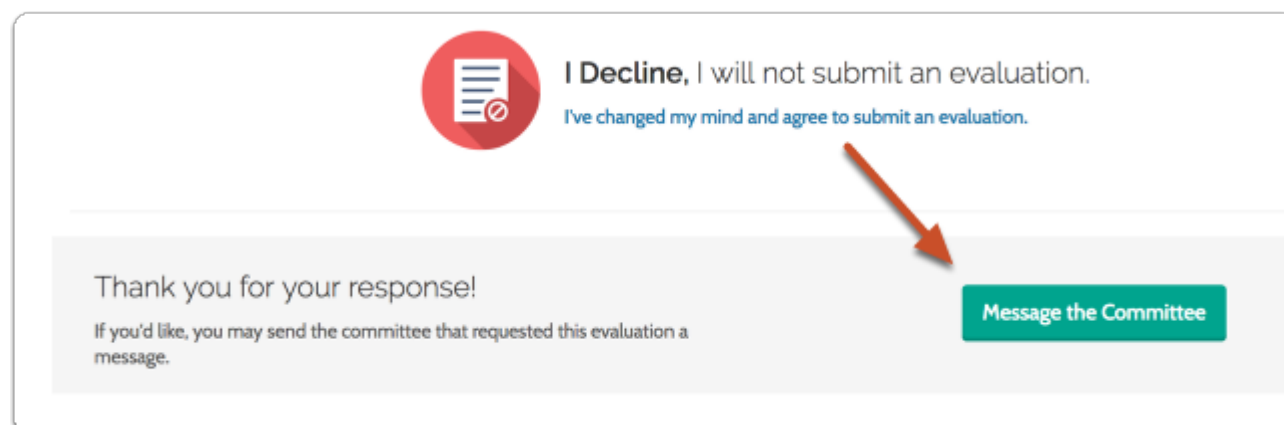 I Decline, I will not submit an evaluation.
I've changed my mind and agree to submit an evaluation.
Thank you for your response!
If you'd like, you may send the committee that requested this evaluation a
message.
Message the Committee